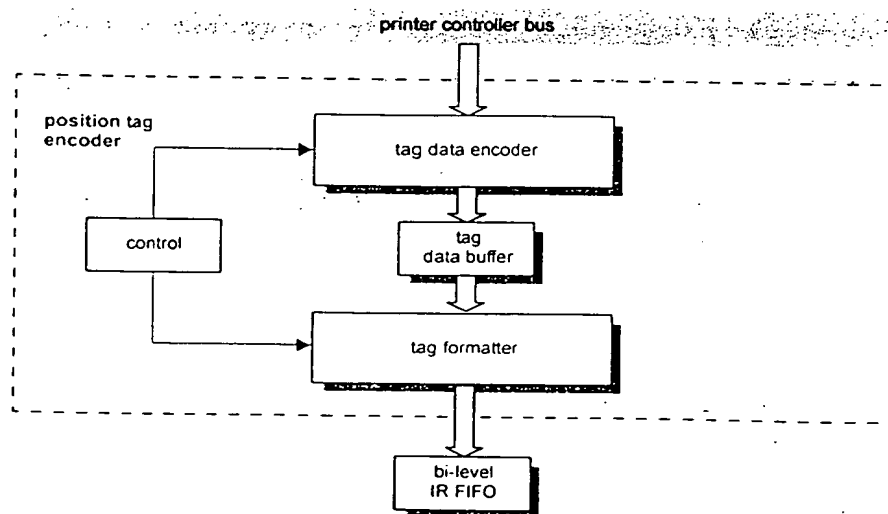 printer controller bus
position tag
encoder
tag data encoder
control
tag
data buffer
tag formatter
bi-level
IR FIFO